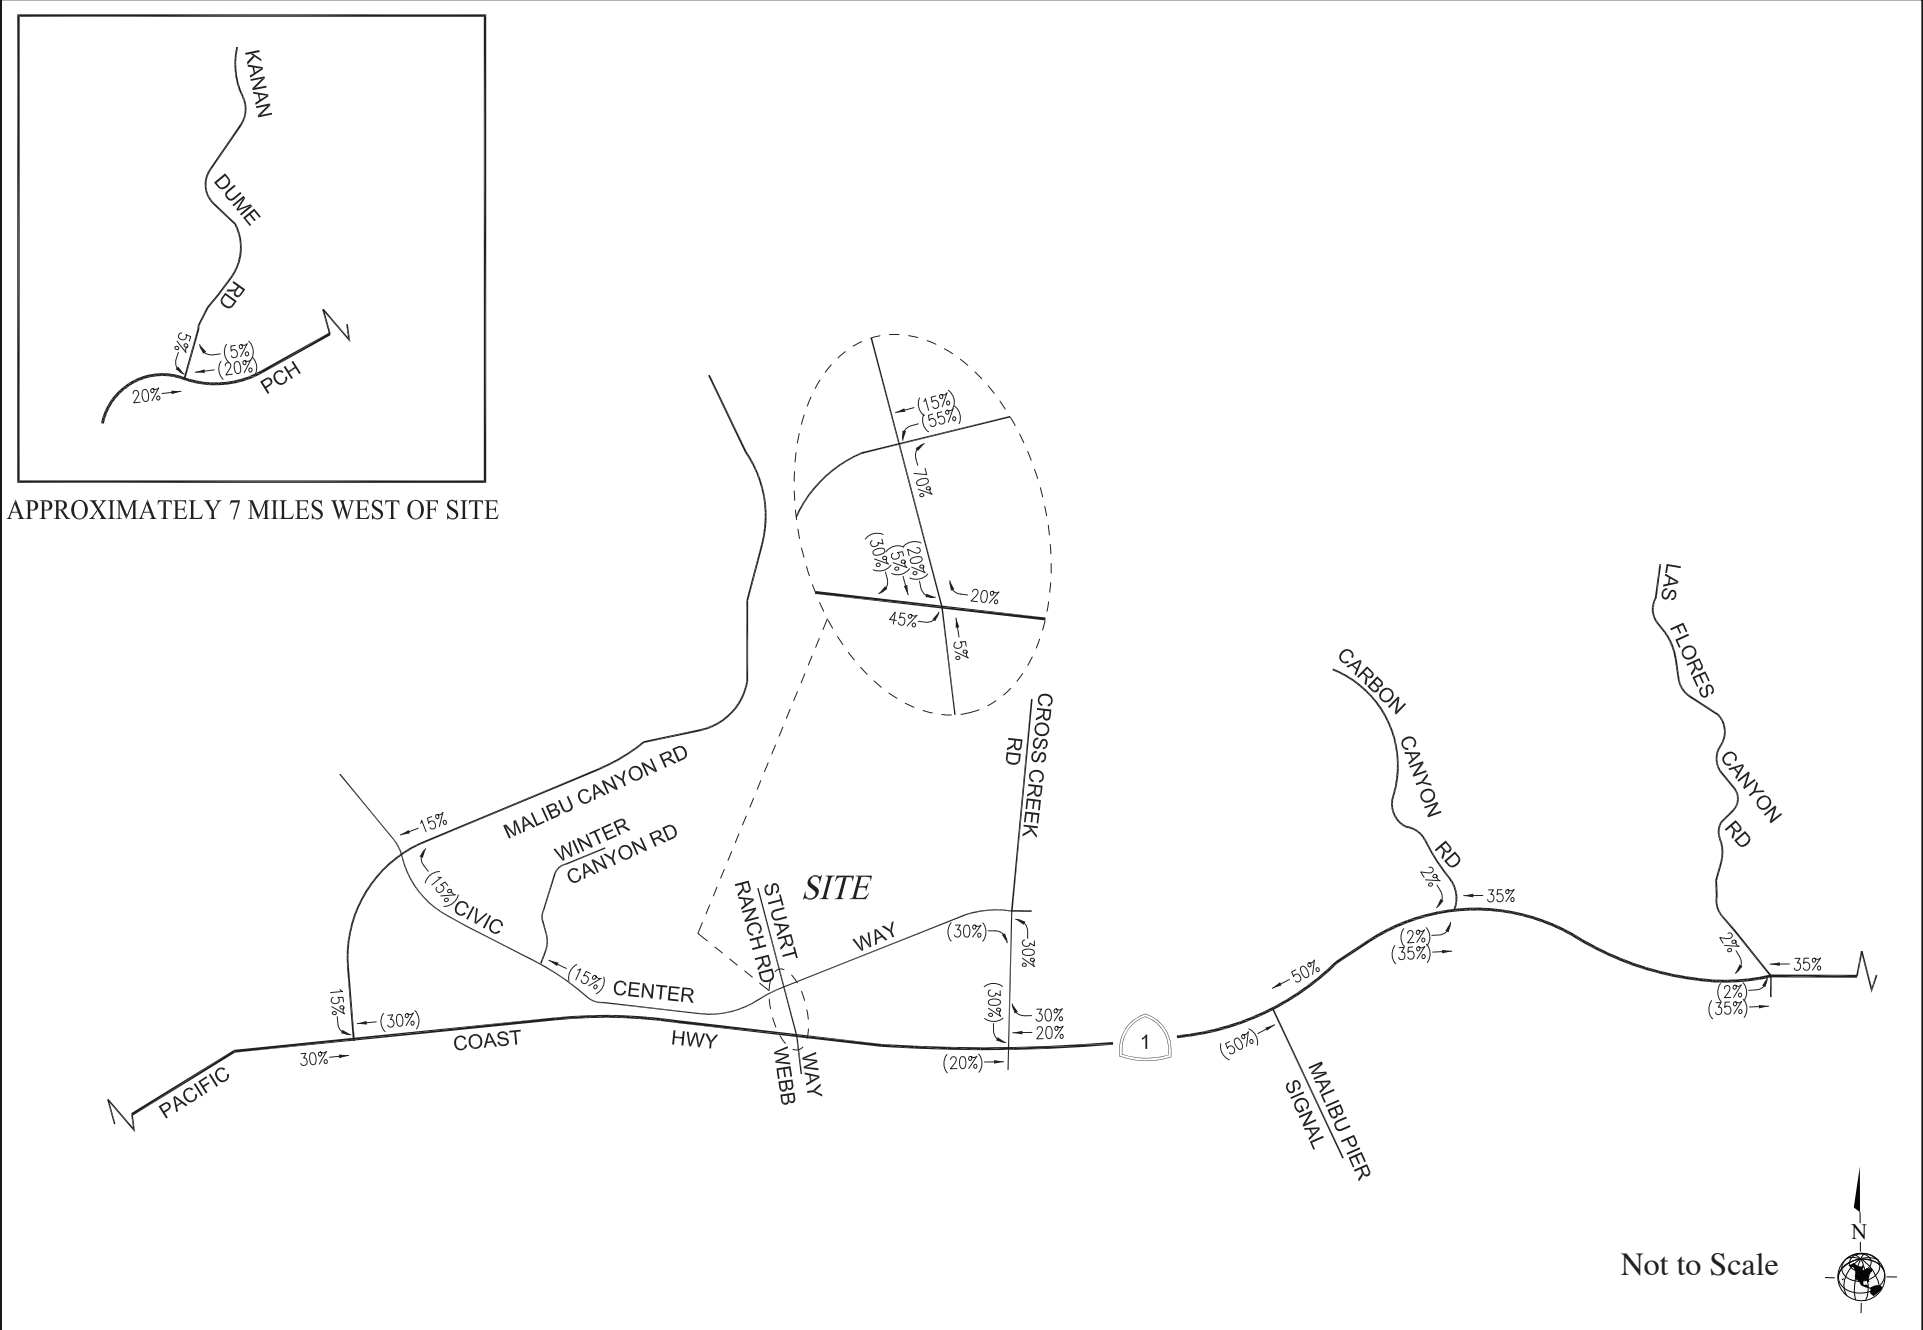 KANAN
DUME
RD
5%
(5%)
(20%)
20%
PCH
APPROXIMATELY 7 MILES WEST OF SITE
(15%)
(55%)
70%
(30%)
(5%)
(20%)
20%
45%
5%
MALIBU CANYON RD
15%
(15%)
CIVIC
WINTER
CANYON RD
(15%)
CENTER
STUART
RANCH RD
SITE
WAY
CROSS CREEK
RD
(30%)
30%
(30%)
30%
20%
(20%)
15%
(30%)
30%
PACIFIC
COAST
HWY
WEBB
WAY
1
50%
(50%)
MALIBU PIER
SIGNAL
CARBON
CANYON
RD
2%
35%
(2%)
(35%)
LAS
FLORES
CANYON
RD
2%
35%
(2%)
(35%)
N
Not to Scale